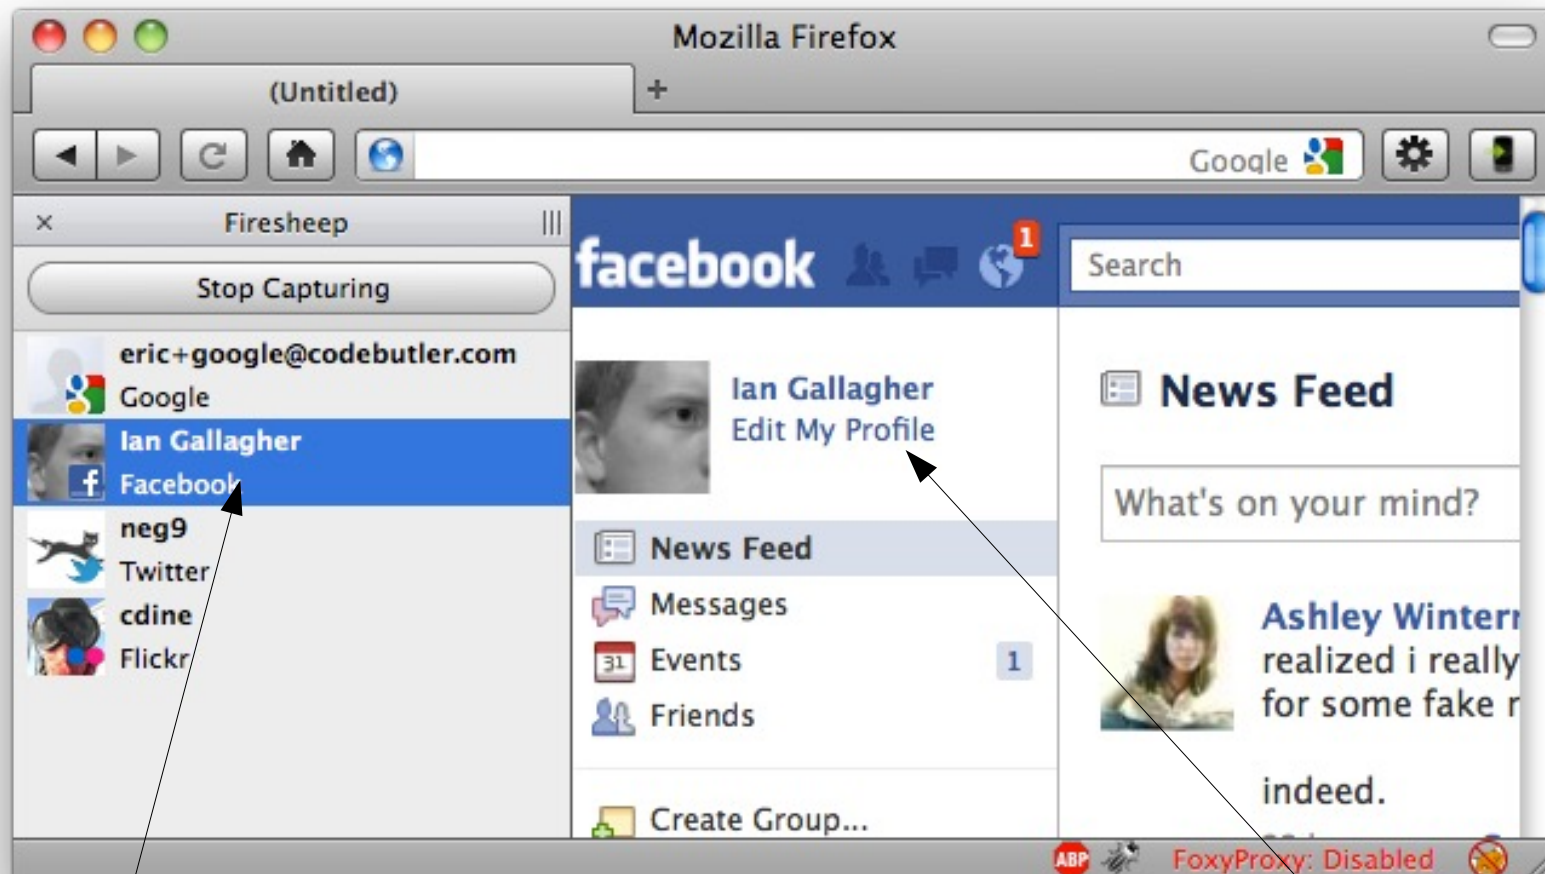 Mozilla Firefox
(Untitled)
Google
Firesheep
Stop Capturing
eric+google@codebutler.com
Google
Ian Gallagher
Facebook
neg9
Twitter
cdine
Flickr
facebook
1
Search
Ian Gallagher
Edit My Profile
News Feed
Messages
31
Events
1
Friends
Create Group...
News Feed
What's on your mind?
Ashley
realized i really
for some fake
indeed.
ABP
FoxyProxy: Disabled